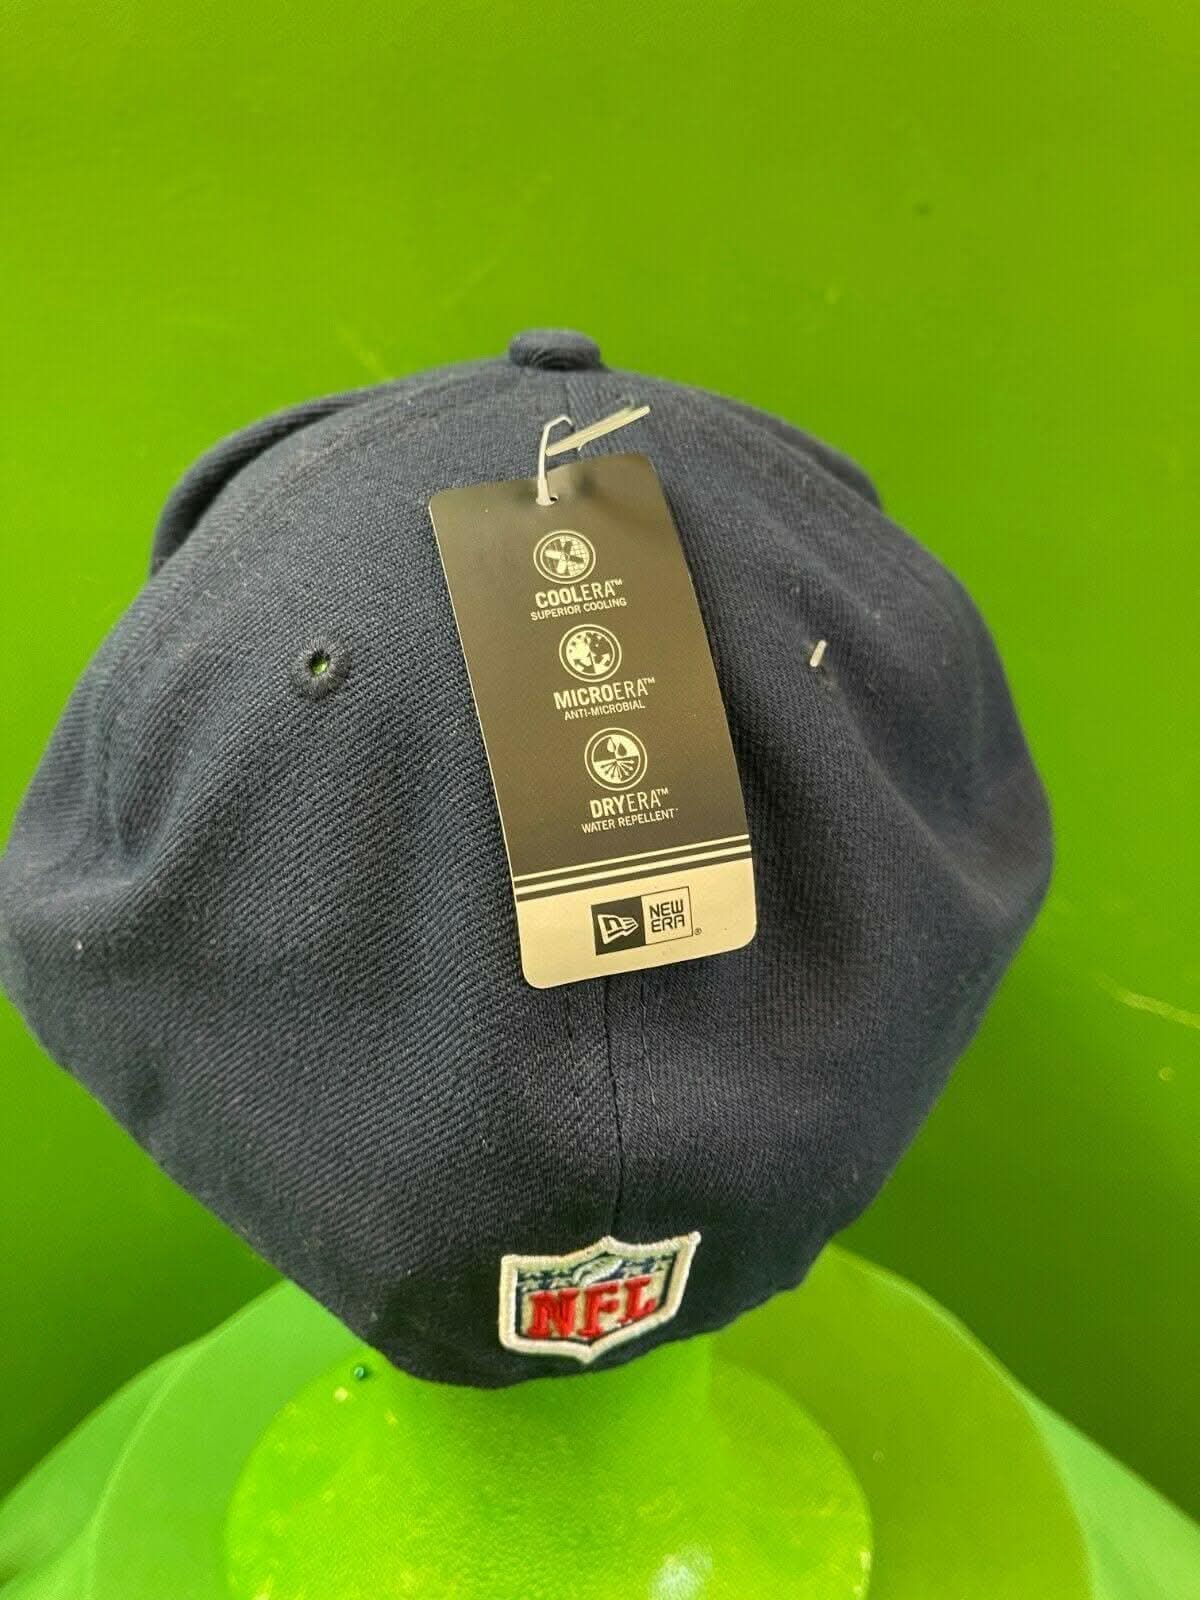 COOLERA™
SUPERIOR COOLING
MICROERA™
ANTI-MICROBIAL
DRYERA™
WATER REPELLENT
NEW
ERA®
NFL